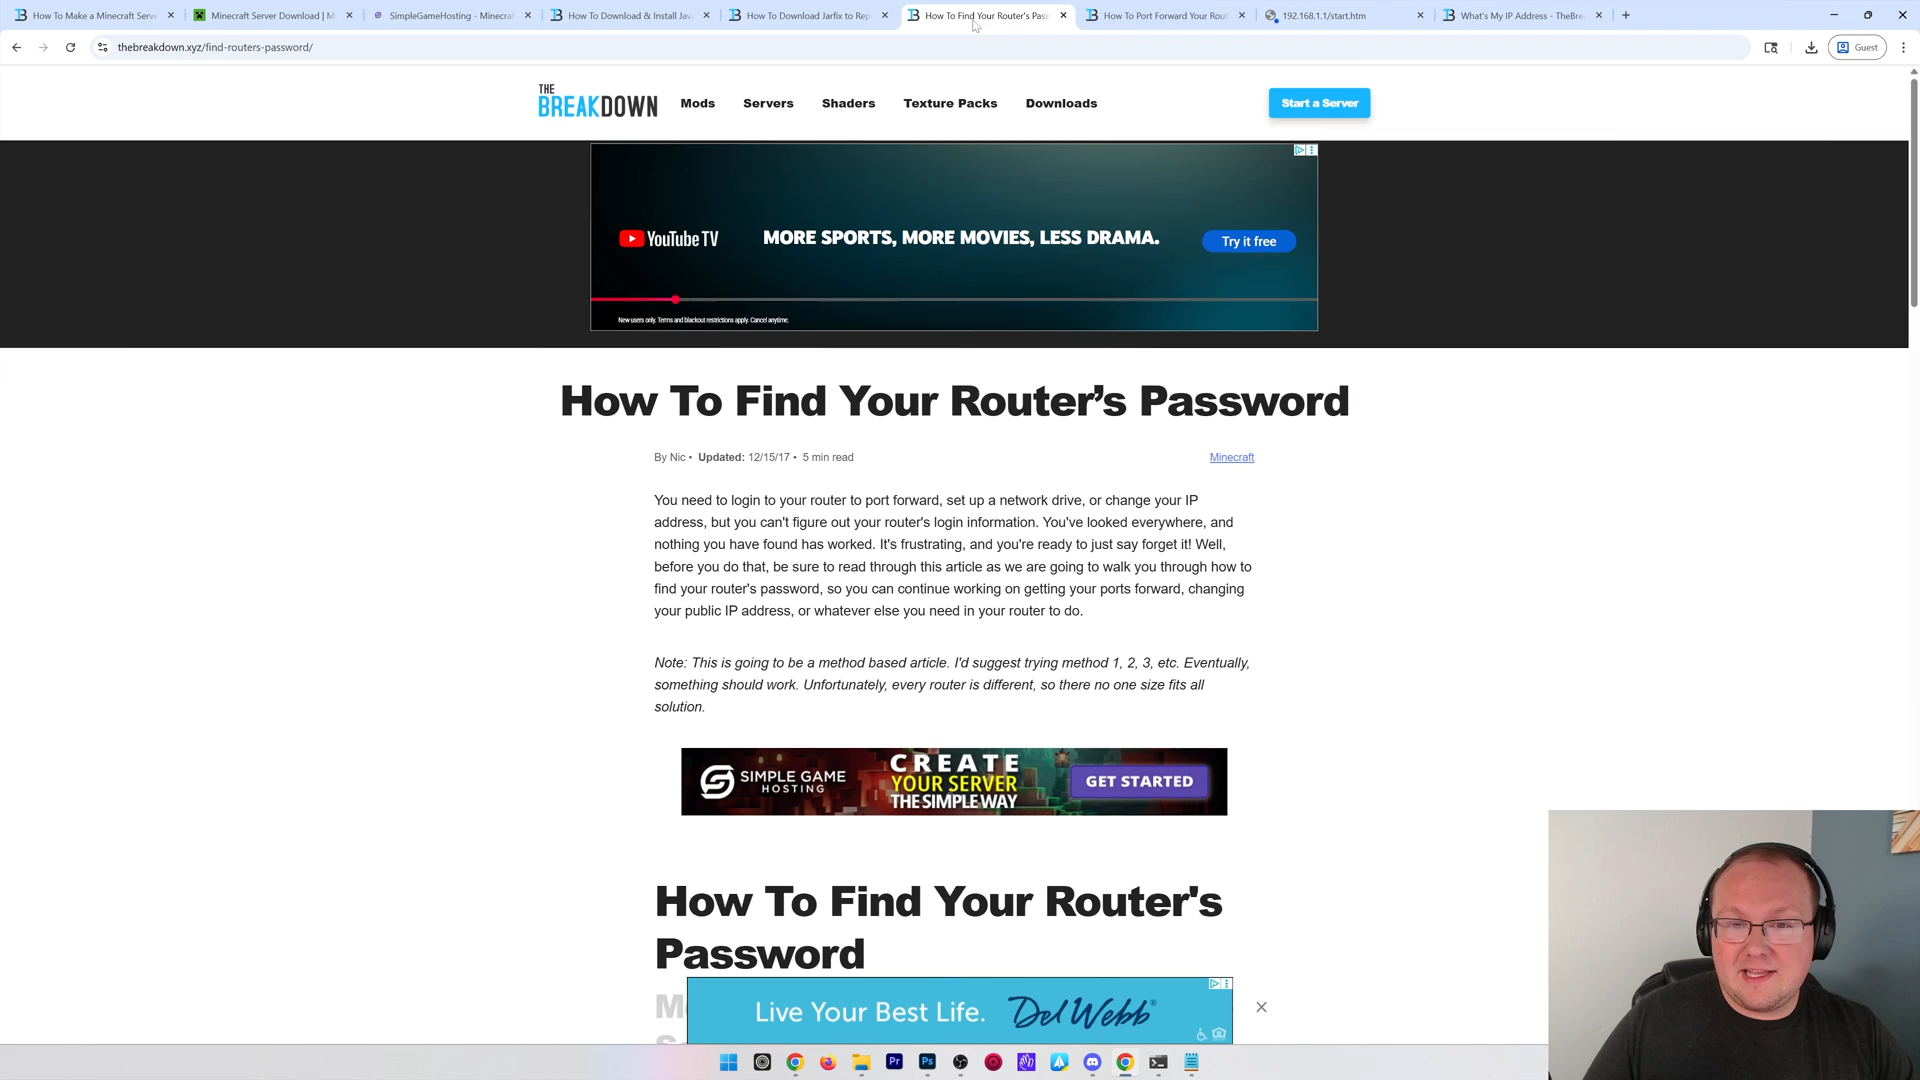 How To Make a Minecraft Serve
Minecraft Server Download | M
SimpleGameHosting - Minecraf
How To Download & Install Jav
How To Download Jarfix to Rep
How To Find Your Router's Pass
How To Port Forward Your Rout
192.168.1.1/start.htm
What's My IP Address - TheBre
thebreakdown.xyz/find-routers-password/
Guest
THE BREAKDOWN
Mods
Servers
Shaders
Texture Packs
Downloads
Start a Server
YouTube TV
MORE SPORTS, MORE MOVIES, LESS DRAMA.
Try it free
New users only. Terms and blackout restrictions apply. Cancel anytime.
How To Find Your Router’s Password
By Nic • Updated: 12/15/17 • 5 min read
Minecraft
You need to login to your router to port forward, set up a network drive, or change your IP
address, but you can't figure out your router's login information. You've looked everywhere, and
nothing you have found has worked. It's frustrating, and you're ready to just say forget it! Well,
before you do that, be sure to read through this article as we are going to walk you through how to
find your router's password, so you can continue working on getting your ports forward, changing
your public IP address, or whatever else you need in your router to do.
Note: This is going to be a method based article. I'd suggest trying method 1, 2, 3, etc. Eventually,
something should work. Unfortunately, every router is different, so there no one size fits all
solution.
SIMPLE GAME
HOSTING
CREATE
YOUR SERVER
THE SIMPLE WAY
GET STARTED
How To Find Your Router's
Password
Live Your Best Life.
Del Webb®
Pr
Ps